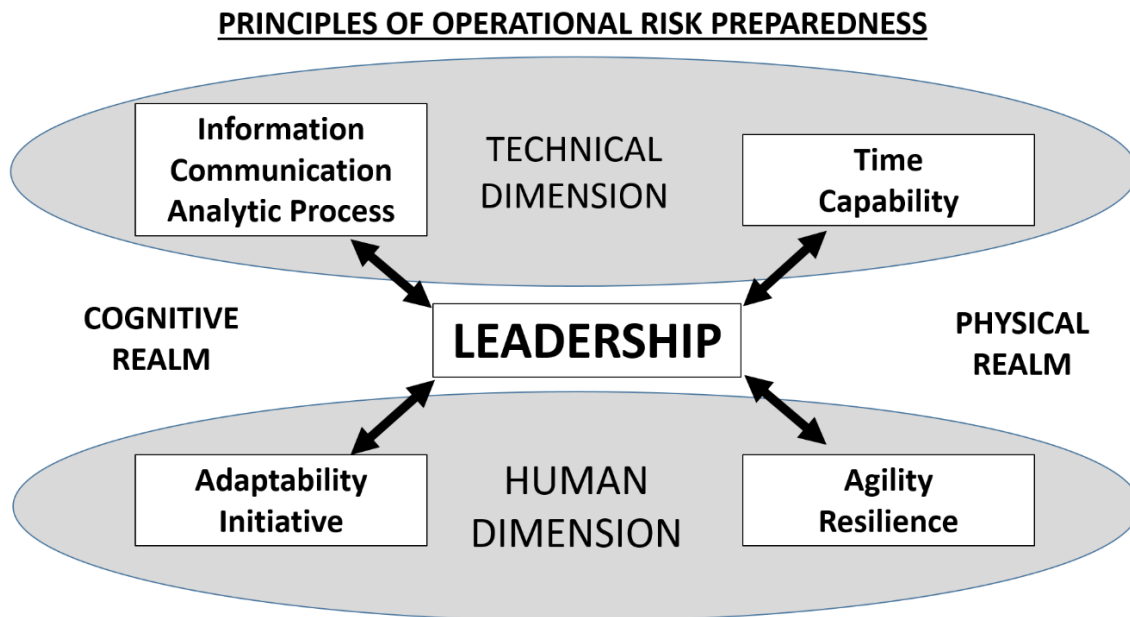 PRINCIPLES OF OPERATIONAL RISK PREPAREDNESS
Information
Communication
Analytic Process
TECHNICAL
DIMENSION
Time
Capability
COGNITIVE
REALM
LEADERSHIP
PHYSICAL
REALM
Adaptability
Initiative
HUMAN
DIMENSION
Agility
Resilience